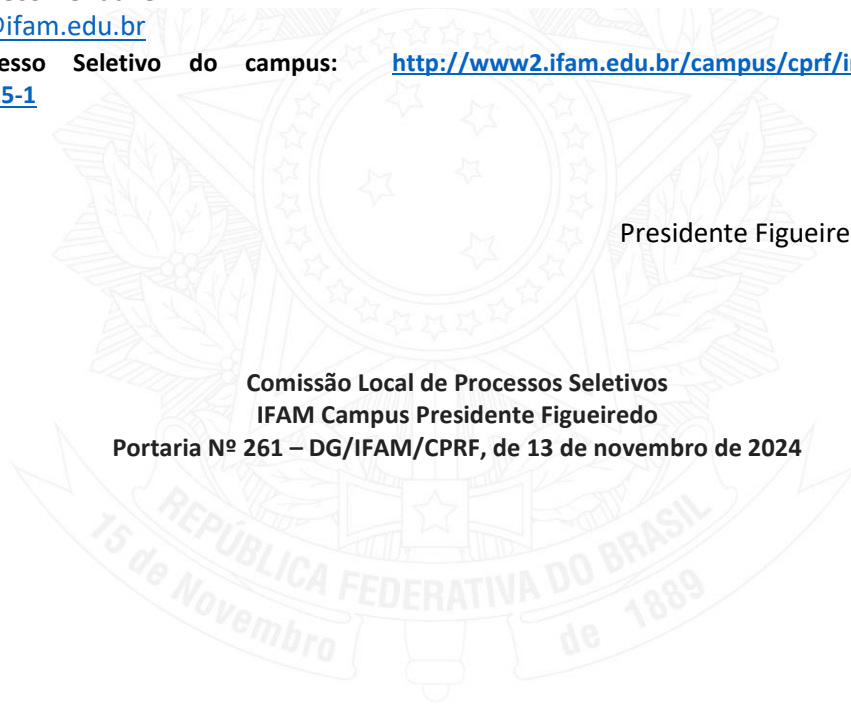 @ifam.edu.br
esso Seletivo do campus: http://www2.ifam.edu.br/campus/cprf/i
5-1
Presidente Figueire
Comissão Local de Processos Seletivos
IFAM Campus Presidente Figueiredo
Portaria Nº 261 – DG/IFAM/CPRF, de 13 de novembro de 2024
REPÚBLICA FEDERATIVA DO BRASIL
15 de Novembro de 1889